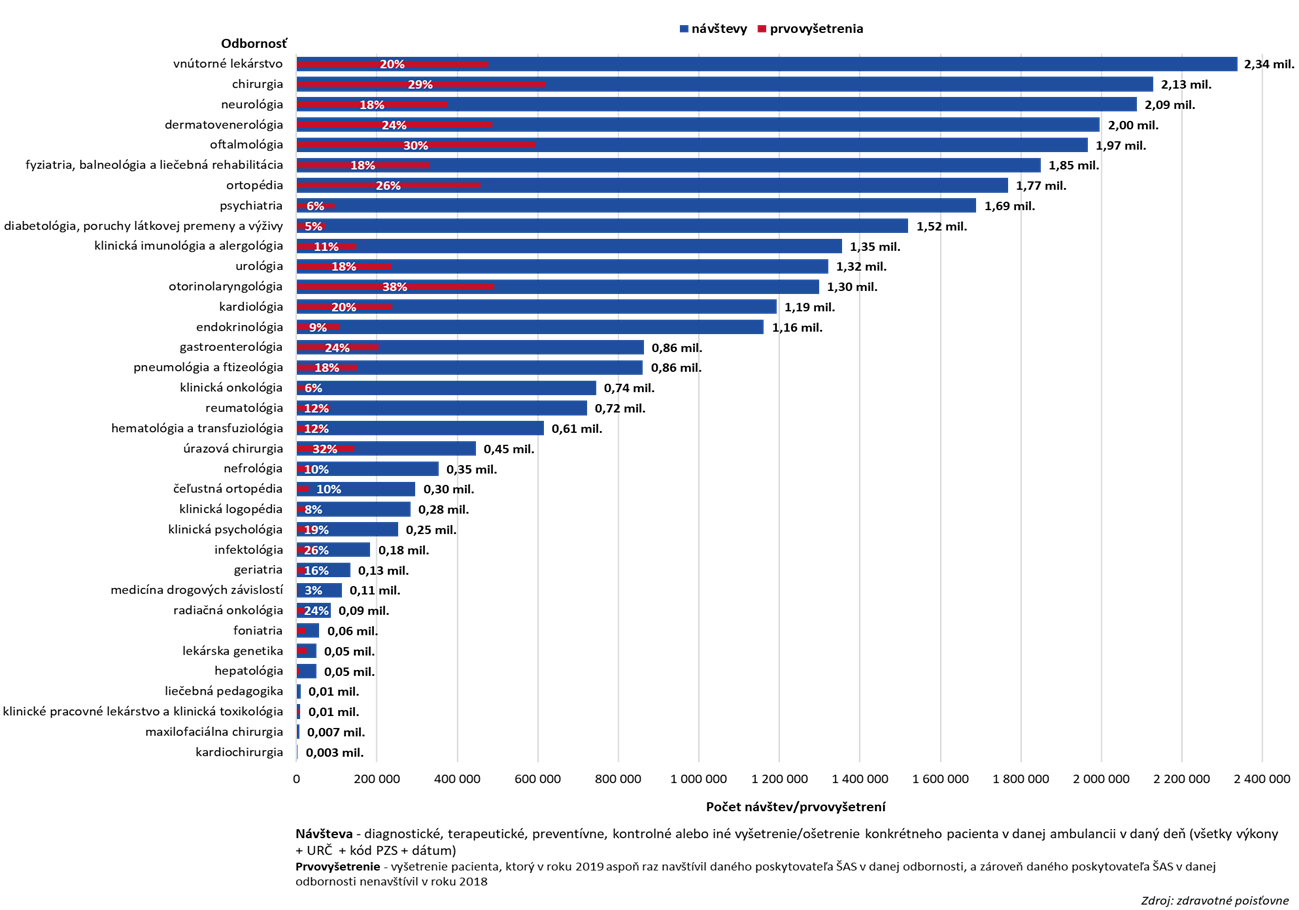 návštevy prvovyšetrenia
Odbornosť
vnútorné lekárstvo 20% 2,34 mil.
chirurgia 29% 2,13 mil.
neurológia 18% 2,09 mil.
dermatovenerológia 24% 2,00 mil.
oftalmológia 30% 1,97 mil.
fyziatria, balneológia a liečebná rehabilitácia 18% 1,85 mil.
ortopédia 26% 1,77 mil.
psychiatria 6% 1,69 mil.
diabetológia, poruchy látkovej premeny a výživy 5% 1,52 mil.
klinická imunológia a alergológia 11% 1,35 mil.
urológia 18% 1,32 mil.
otorinolaryngológia 38% 1,30 mil.
kardiológia 20% 1,19 mil.
endokrinológia 9% 1,16 mil.
gastroenterológia 24% 0,86 mil.
pneumológia a ftizeológia 18% 0,86 mil.
klinická onkológia 6% 0,74 mil.
reumatológia 12% 0,72 mil.
hematológia a transfuziológia 12% 0,61 mil.
úrazová chirurgia 32% 0,45 mil.
nefrológia 10% 0,35 mil.
čeľustná ortopédia 10% 0,30 mil.
klinická logopédia 8% 0,28 mil.
klinická psychológia 19% 0,25 mil.
infektológia 26% 0,18 mil.
geriatria 16% 0,13 mil.
medicína drogových závislostí 3% 0,11 mil.
radiačná onkológia 24% 0,09 mil.
foniatria 0,06 mil.
lekárska genetika 0,05 mil.
hepatológia 0,05 mil.
liečebná pedagogika 0,01 mil.
klinické pracovné lekárstvo a klinická toxikológia 0,01 mil.
maxilofaciálna chirurgia 0,007 mil.
kardiochirurgia 0,003 mil.
0 200 000 400 000 600 000 800 000 1 000 000 1 200 000 1 400 000 1 600 000 1 800 000 2 000 000 2 200 000 2 400 000
Počet návštev/prvovyšetrení
Návšteva - diagnostické, terapeutické, preventívne, kontrolné alebo iné vyšetrenie/ošetrenie konkrétneho pacienta v danej ambulancii v daný deň (všetky výkony
+ URČ + kód PZS + dátum)
Prvovyšetrenie - vyšetrenie pacienta, ktorý v roku 2019 aspoň raz navštívil daného poskytovateľa ŠAS v danej odbornosti, a zároveň daného poskytovateľa ŠAS v danej
odbornosti nenavštívil v roku 2018
Zdroj: zdravotné poisťovne